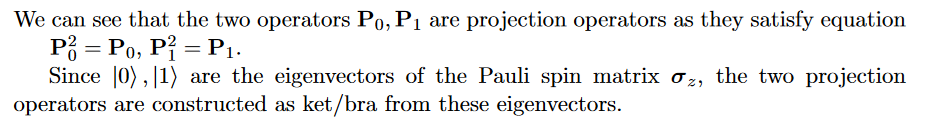 We can see that the two operators P₀, P₁ are projection operators as they satisfy equation
P₀² = P₀, P₁² = P₁.
Since |0⟩, |1⟩ are the eigenvectors of the Pauli spin matrix σ_z, the two projection
operators are constructed as ket/bra from these eigenvectors.